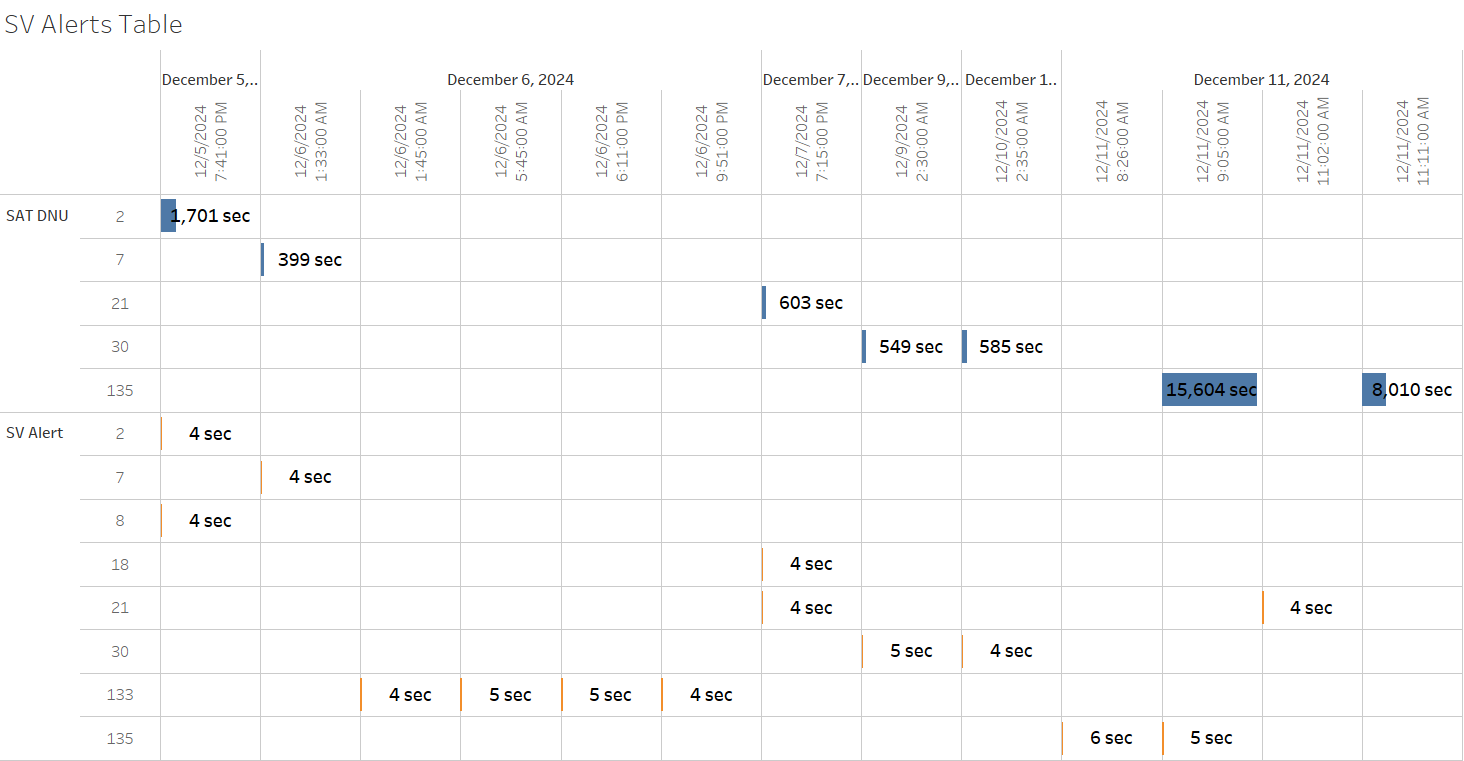 SV Alerts Table
December 5,.. December 6, 2024 December 7,.. December 9,.. December 1.. December 11, 2024
12/5/2024 7:41:00 PM
12/6/2024 1:33:00 AM
12/6/2024 1:45:00 AM
12/6/2024 5:45:00 AM
12/6/2024 6:11:00 PM
12/6/2024 9:51:00 PM
12/7/2024 7:15:00 PM
12/9/2024 2:30:00 AM
12/10/2024 2:35:00 AM
12/11/2024 8:26:00 AM
12/11/2024 9:05:00 AM
12/11/2024 11:02:00 AM
12/11/2024 11:11:00 AM
SAT DNU 2 1,701 sec
7 399 sec
21 603 sec
30 549 sec 585 sec
135 15,604 sec 8,010 sec
SV Alert 2 4 sec
7 4 sec
8 4 sec
18 4 sec
21 4 sec 4 sec
30 5 sec 4 sec
133 4 sec 5 sec 5 sec 4 sec
135 6 sec 5 sec